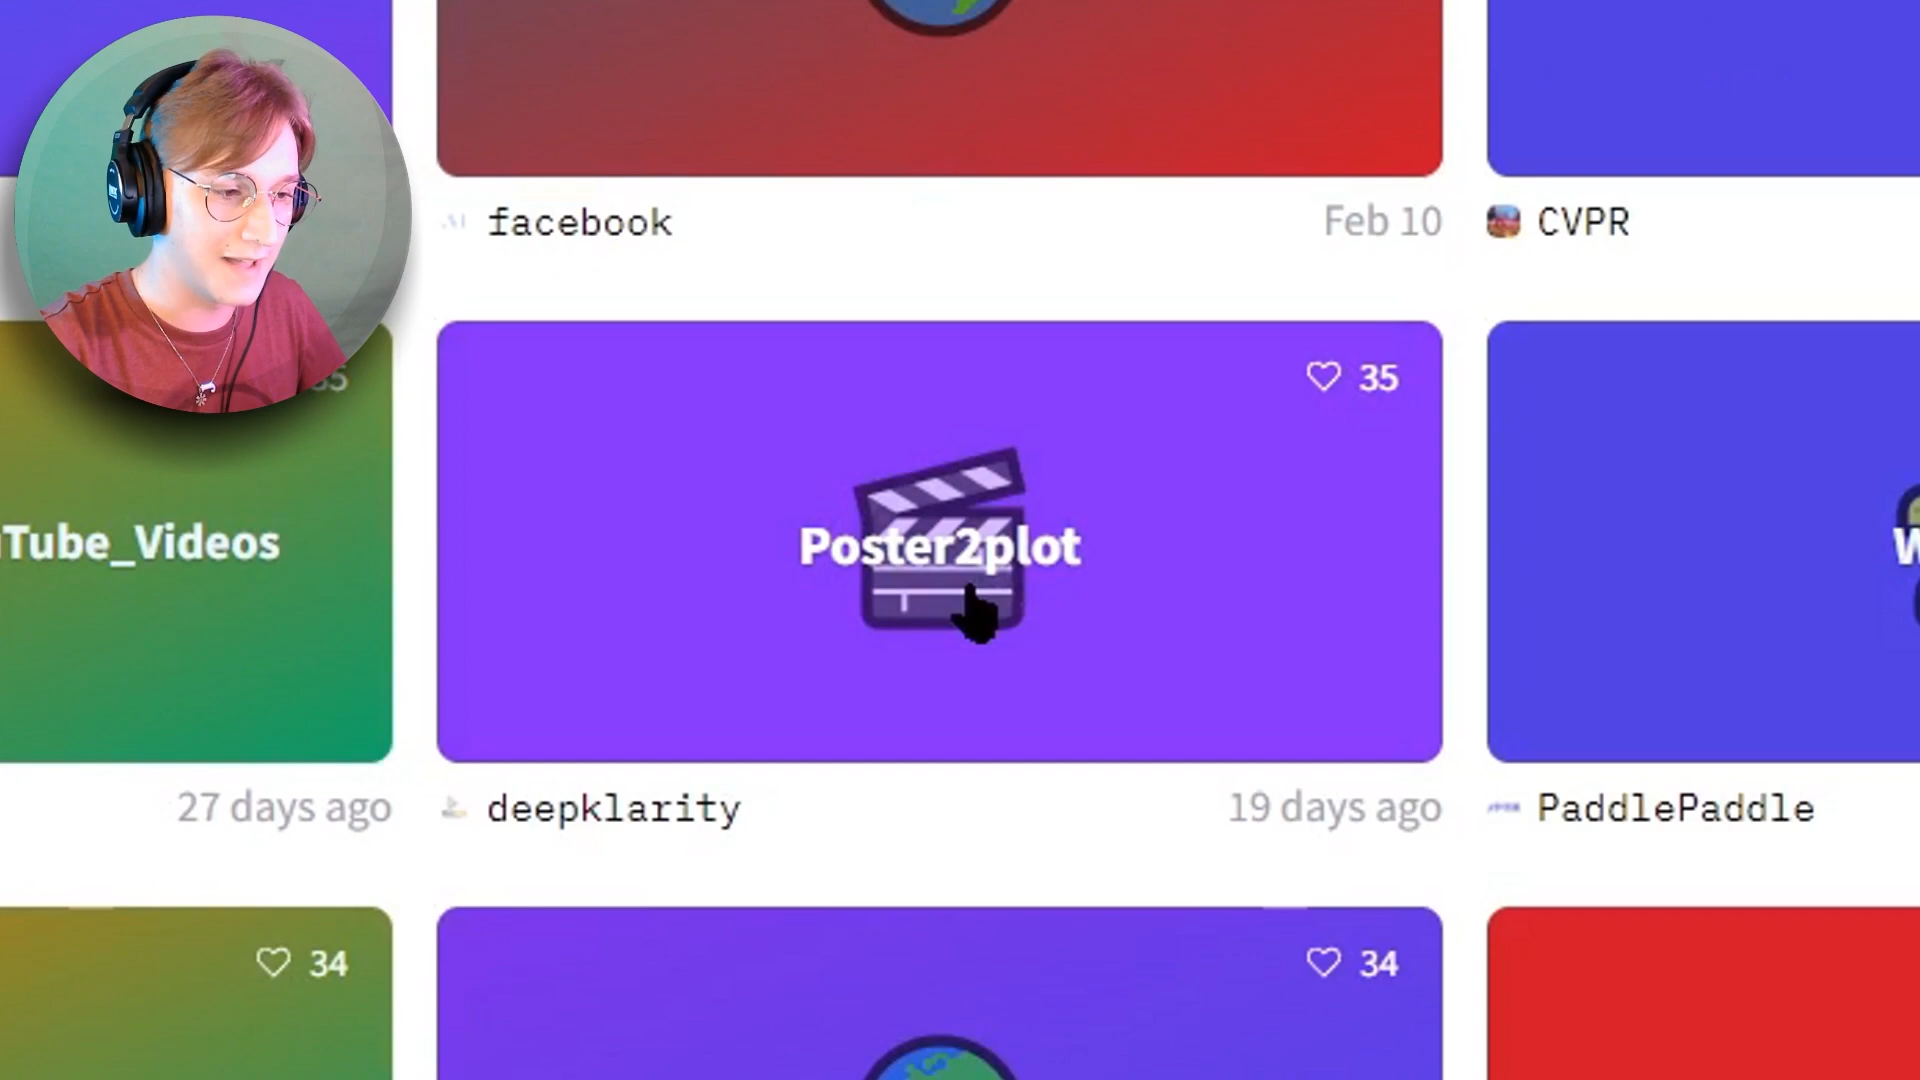 facebook
Feb 10
CVPR
35
Tube_Videos
Poster2plot
27 days ago
deepklarity
19 days ago
PaddlePaddle
34
34